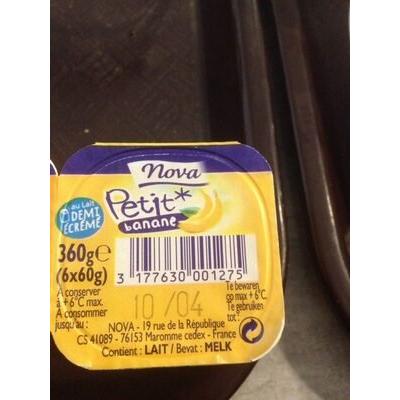 nova
Petit*
banane
au Lait
DEMI
ÉCRÉMÉ
360g e
(6x60g)
3 177630 001275
A conserver
à +6°C max.
A consommer
jusqu'au :
10 /04
Te bewaren
op max +6°C.
Te gebruiken
tot :
NOVA - 19 rue de la République
CS 41089 - 76153 Maromme cedex - France
Contient : LAIT / Bevat : MELK